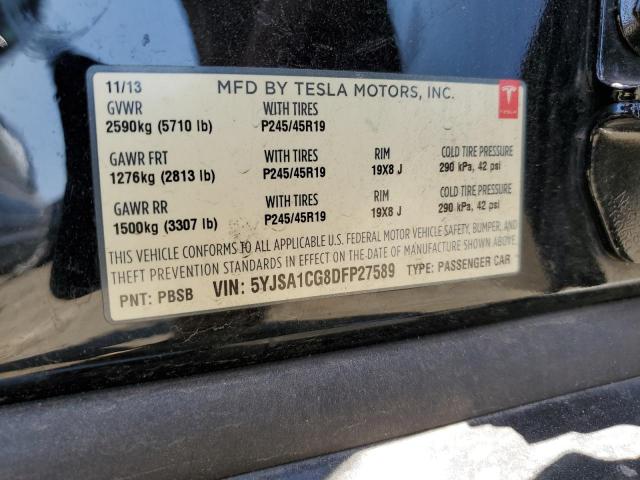 11/13 MFD BY TESLA MOTORS, INC.
GVWR WITH TIRES
2590kg (5710 lb) P245/45R19
TESLA
GAWR FRT WITH TIRES RIM COLD TIRE PRESSURE
1276kg (2813 lb) P245/45R19 19X8 J 290 kPa, 42 psi
GAWR RR WITH TIRES RIM COLD TIRE PRESSURE
1500kg (3307 lb) P245/45R19 19X8 J 290 kPa, 42 psi
THIS VEHICLE CONFORMS TO ALL APPLICABLE U.S. FEDERAL MOTOR VEHICLE SAFETY, BUMPER, AND
THEFT PREVENTION STANDARDS IN EFFECT ON THE DATE OF MANUFACTURE SHOWN ABOVE.
PNT: PBSB VIN: 5YJSA1CG8DFP27589 TYPE: PASSENGER CAR